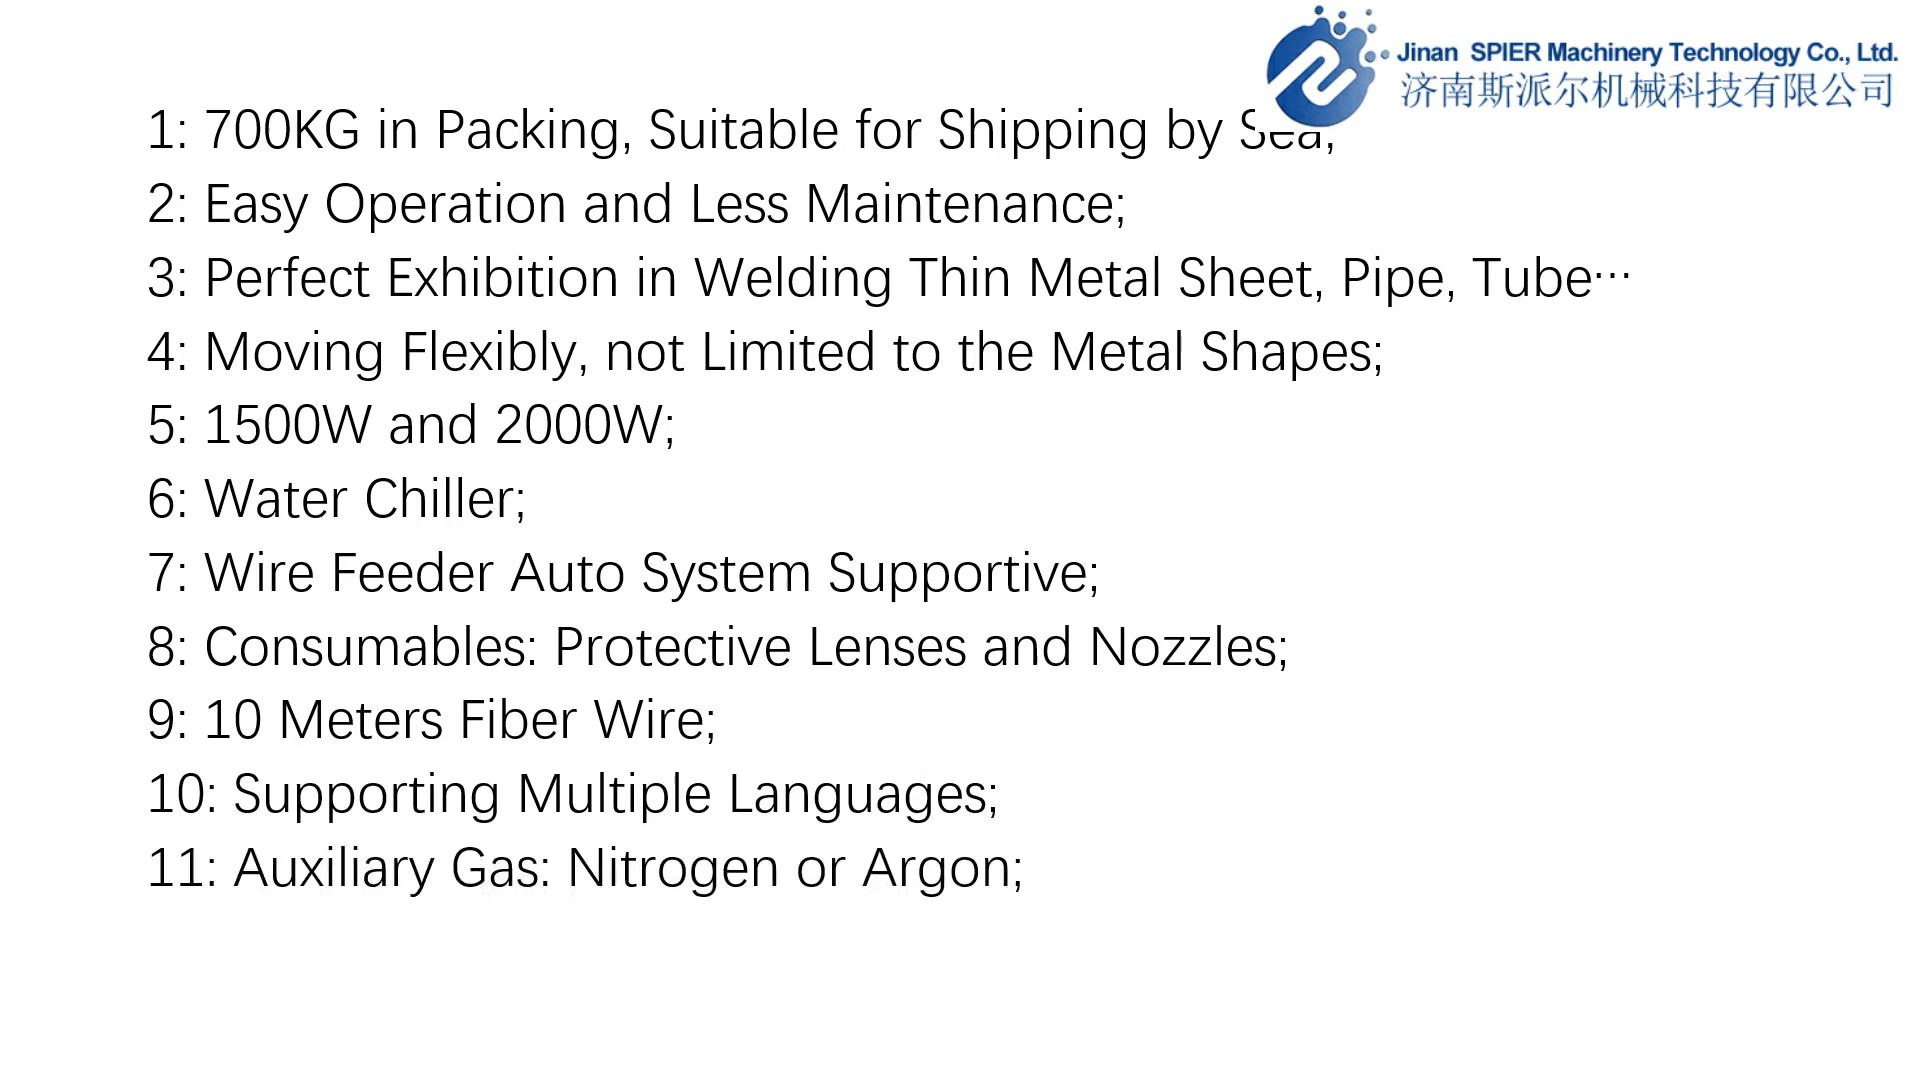 Jinan SPIER Machinery Technology Co., Ltd.
济南斯派尔机械科技有限公司
1: 700KG in Packing, Suitable for Shipping by Sea;
2: Easy Operation and Less Maintenance;
3: Perfect Exhibition in Welding Thin Metal Sheet, Pipe, Tube···
4: Moving Flexibly, not Limited to the Metal Shapes;
5: 1500W and 2000W;
6: Water Chiller;
7: Wire Feeder Auto System Supportive;
8: Consumables: Protective Lenses and Nozzles;
9: 10 Meters Fiber Wire;
10: Supporting Multiple Languages;
11: Auxiliary Gas: Nitrogen or Argon;